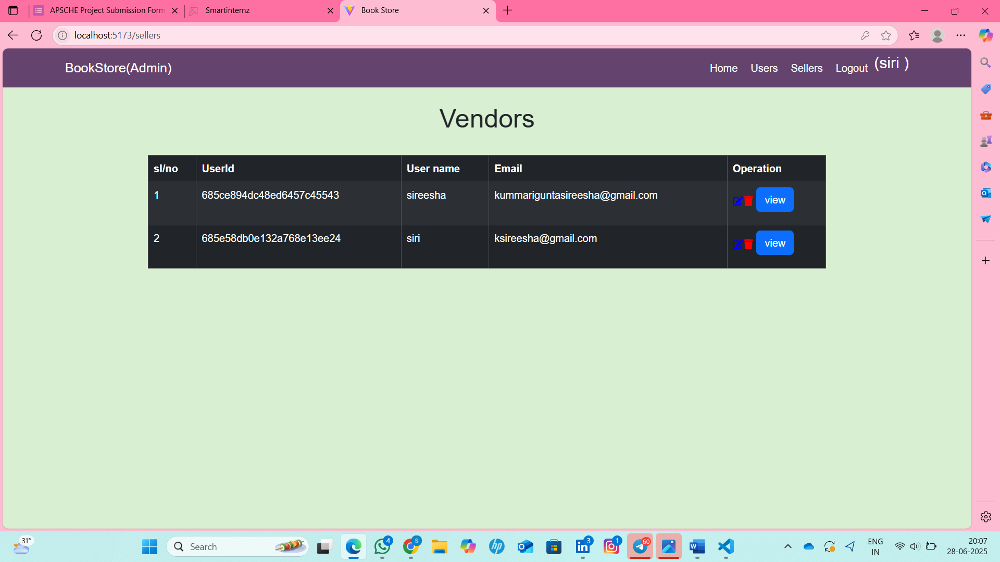 APSCHE Project Submission Form
Smartinternz
Book Store
localhost:5173/sellers
BookStore(Admin)
Home Users Sellers Logout (siri )
Vendors
sl/no UserId User name Email Operation
1 685ce894dc48ed6457c45543 sireesha kummariguntasireesha@gmail.com view
2 685e58db0e132a768e13ee24 siri ksireesha@gmail.com view
31°
Search
4
S
hp
3
1
60
ENG
IN
20:07
28-06-2025